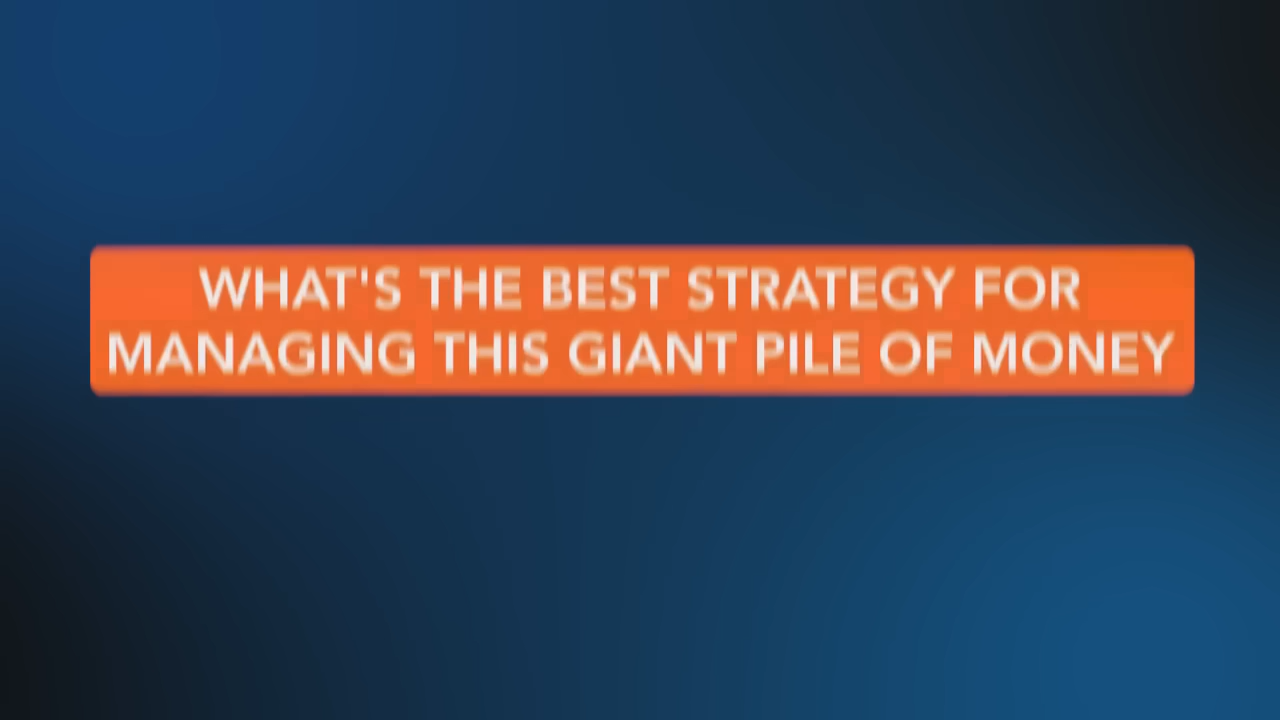 WHAT'S THE BEST STRATEGY FOR
MANAGING THIS GIANT PILE OF MONEY